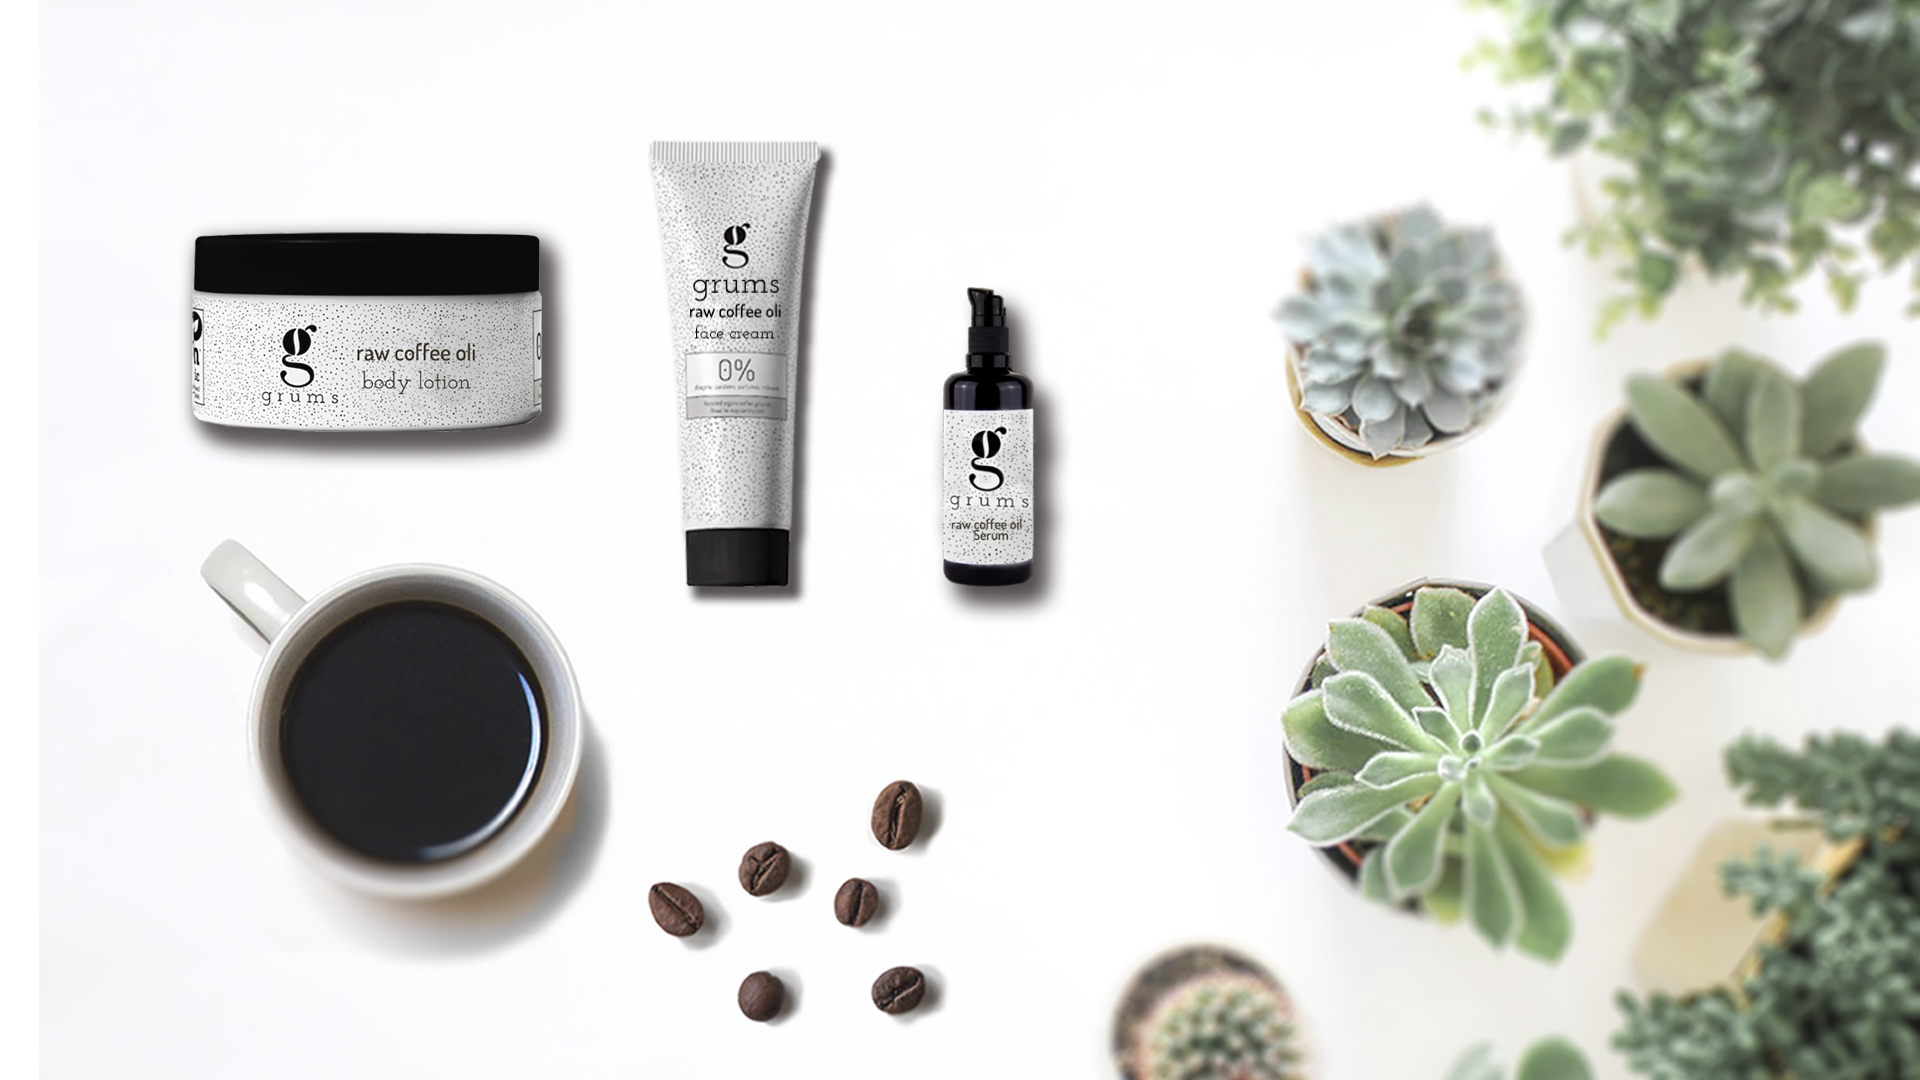 g
grums
raw coffee oli
body lotion
g
grums
raw coffee oli
face cream
0%
g
grums
raw coffee oil
Serum